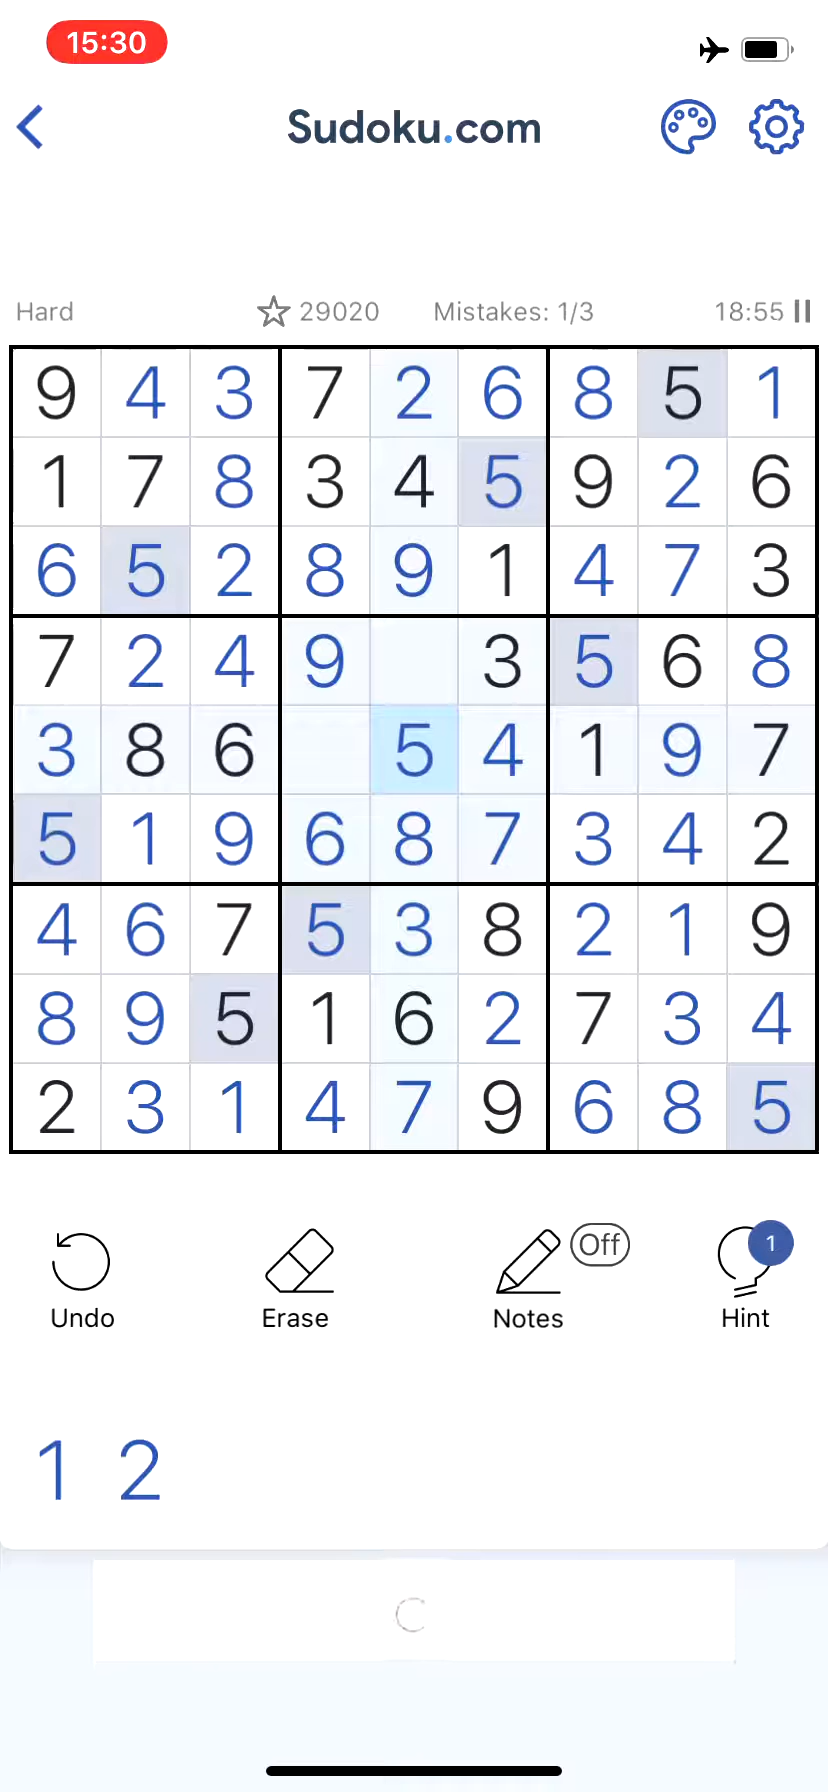 15:30
Sudoku.com
Hard 29020 Mistakes: 1/3 18:55
9 4 3 7 2 6 8 5 1
1 7 8 3 4 5 9 2 6
6 5 2 8 9 1 4 7 3
7 2 4 9 3 5 6 8
3 8 6 5 4 1 9 7
5 1 9 6 8 7 3 4 2
4 6 7 5 3 8 2 1 9
8 9 5 1 6 2 7 3 4
2 3 1 4 7 9 6 8 5
Off 1
Undo Erase Notes Hint
1 2